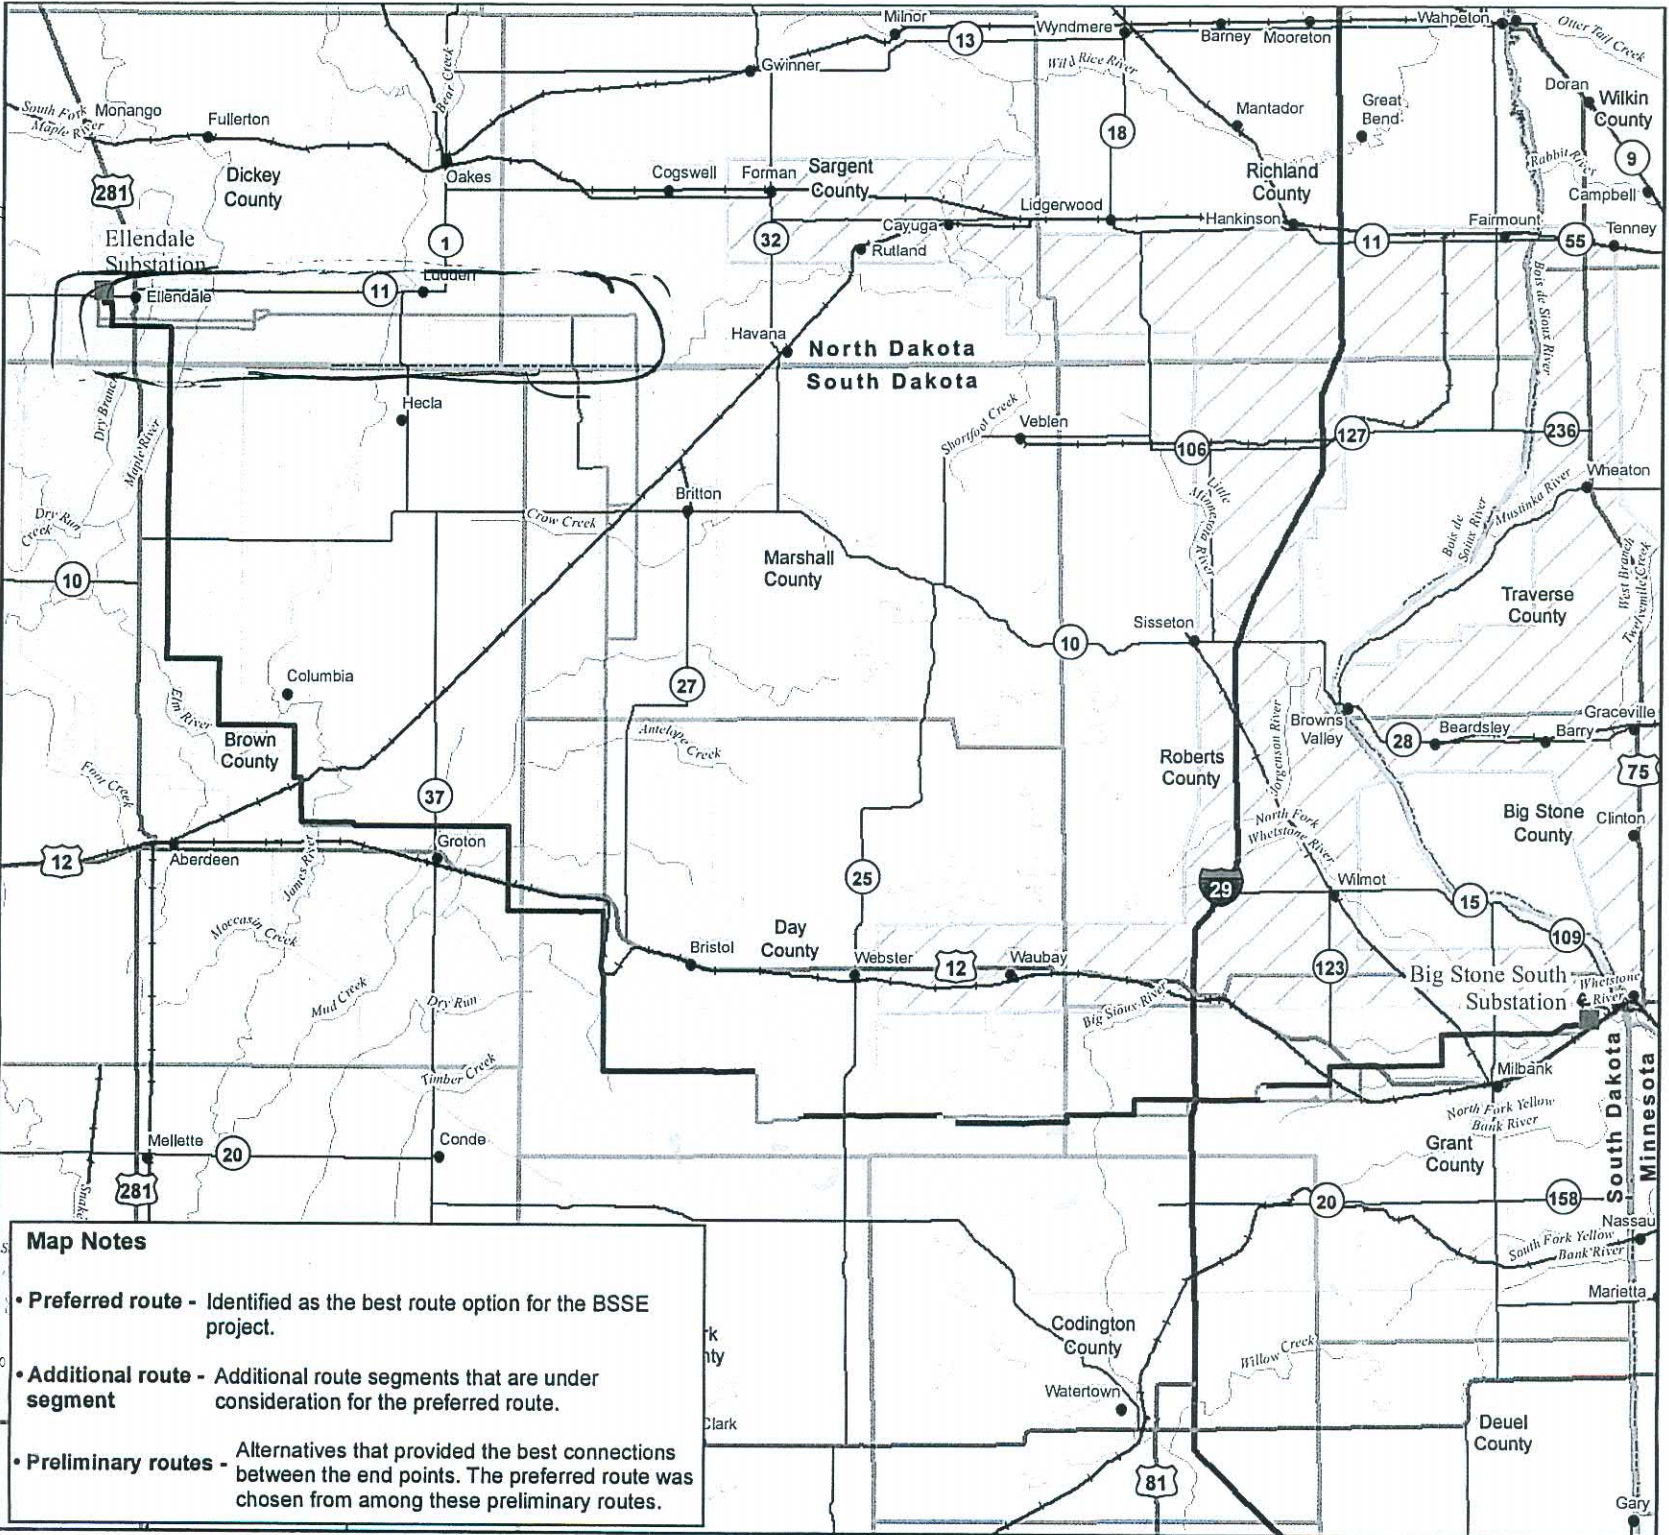 Milnor
13
Wyndmere
Barney
Mooreton
Wahpeton
Otter Tail Creek
Bear Creek
Gwinner
Wild Rice River
Doran
Wilkin
County
South Fork
Maple River
Monango
Fullerton
Mantador
Great
Bend
18
9
Rabbit River
281
Dickey
County
Oakes
Cogswell
Forman
Sargent
County
Richland
County
Campbell
Lidgerwood
Hankinson
Fairmount
Ellendale
Substation
1
32
Cayuga
Rutland
11
55
Tenney
Bois de Sioux River
Ellendale
11
Ludden
Havana
North Dakota
South Dakota
Dry Branch
Maple River
Hecla
Shortfoot Creek
Veblen
106
127
236
Wheaton
Dry Run
Creek
Britton
Crow Creek
Little
Minnesota River
Bois de
Sioux River
Mustinka River
10
Marshall
County
West Branch
Twelvemile Creek
Traverse
County
Sisseton
10
Columbia
27
Elm River
Brown
County
Antelope
Creek
Browns
Valley
28
Beardsley
Barry
Graceville
Roberts
County
Jorgenson River
75
Foot Creek
37
Big Stone
County
Clinton
North Fork
Whetstone River
12
Aberdeen
James River
Groton
25
29
Wilmot
15
Moccasin Creek
Day
County
109
Bristol
Webster
12
Waubay
123
Big Stone South
Substation
Whetstone
River
Mud Creek
Dry Run
Big Sioux River
Timber Creek
Milbank
North Fork Yellow
Bank River
South Dakota
Minnesota
Mellette
20
Conde
Grant
County
281
Snake
20
158
Nassau
South Fork Yellow
Bank River
Marietta
Map Notes
• Preferred route - Identified as the best route option for the BSSE
project.
• Additional route - Additional route segments that are under
segment consideration for the preferred route.
• Preliminary routes - Alternatives that provided the best connections
between the end points. The preferred route was
chosen from among these preliminary routes.
rk
nty
Clark
Codington
County
Willow Creek
Watertown
Deuel
County
81
Gary